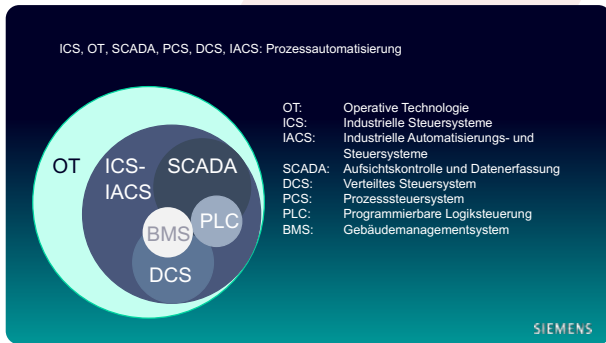 ICS, OT, SCADA, PCS, DCS, IACS: Prozessautomatisierung
OT
ICS-
IACS
SCADA
PLC
BMS
DCS
OT: Operative Technologie
ICS: Industrielle Steuersysteme
IACS: Industrielle Automatisierungs- und
Steuersysteme
SCADA: Aufsichtskontrolle und Datenerfassung
DCS: Verteiltes Steuersystem
PCS: Prozesssteuersystem
PLC: Programmierbare Logiksteuerung
BMS: Gebäudemanagementsystem
SIEMENS